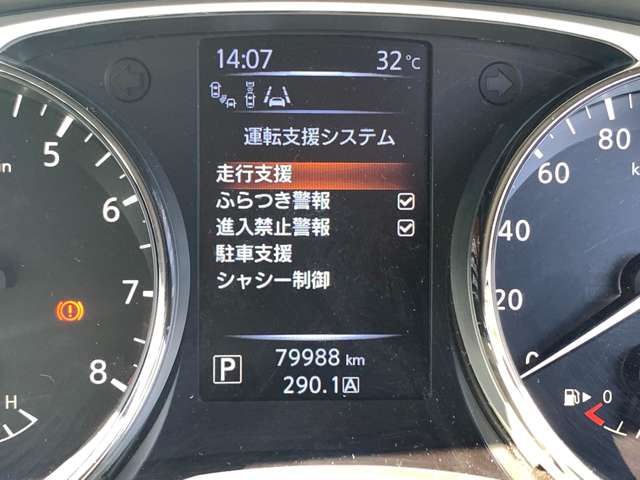 14:07 32°C
運転支援システム
走行支援
ふらつき警報
進入禁止警報
駐車支援
シャシー制御
P
79988 km
290.1 A
5
6
7
8
H
80
60
40
20
0
0